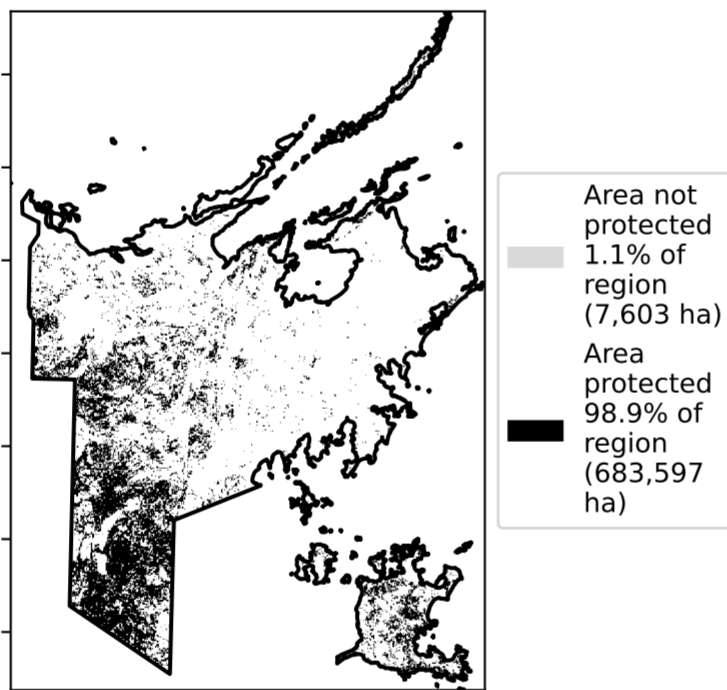 Area not
protected
1.1% of
region
(7,603 ha)
Area
protected
98.9% of
region
(683,597
ha)